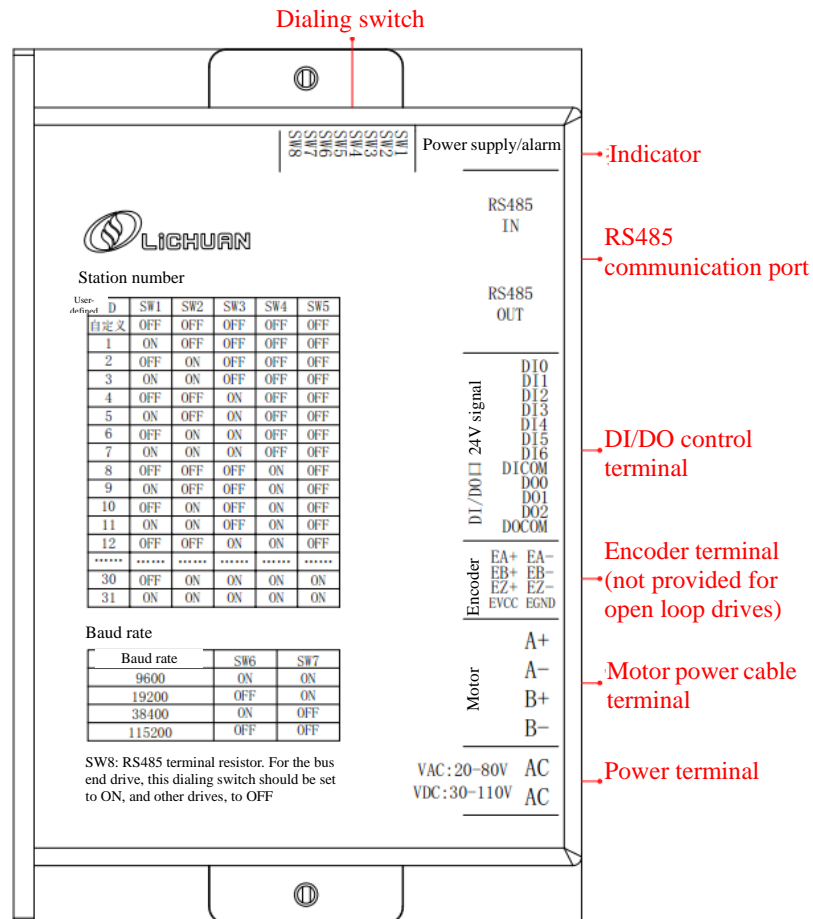 Dialing switch
SW1
SW2
SW3
SW4
SW5
SW6
SW7
SW8
Power supply/alarm
Indicator
RS485
IN
RS485
communication port
RS485
OUT
LiCHUAN
Station number
User-defined D SW1 SW2 SW3 SW4 SW5
自定义 OFF OFF OFF OFF OFF
1 ON OFF OFF OFF OFF
2 OFF ON OFF OFF OFF
3 ON ON OFF OFF OFF
4 OFF OFF ON OFF OFF
5 ON OFF ON OFF OFF
6 OFF ON ON OFF OFF
7 ON ON ON OFF OFF
8 OFF OFF OFF ON OFF
9 ON OFF OFF ON OFF
10 OFF ON OFF ON OFF
11 ON ON OFF ON OFF
12 OFF OFF ON ON OFF
...... ...... ...... ...... ...... ......
30 OFF ON ON ON ON
31 ON ON ON ON ON
DI/DO口 24V signal
DI0
DI1
DI2
DI3
DI4
DI5
DI6
DICOM
DO0
DO1
DO2
DOCOM
DI/DO control
terminal
Encoder
EA+ EA-
EB+ EB-
EZ+ EZ-
EVCC EGND
Encoder terminal
(not provided for
open loop drives)
Baud rate
Baud rate SW6 SW7
9600 ON ON
19200 OFF ON
38400 ON OFF
115200 OFF OFF
Motor
A+
A-
B+
B-
Motor power cable
terminal
SW8: RS485 terminal resistor. For the bus
end drive, this dialing switch should be set
to ON, and other drives, to OFF
VAC:20-80V AC
VDC:30-110V AC
Power terminal